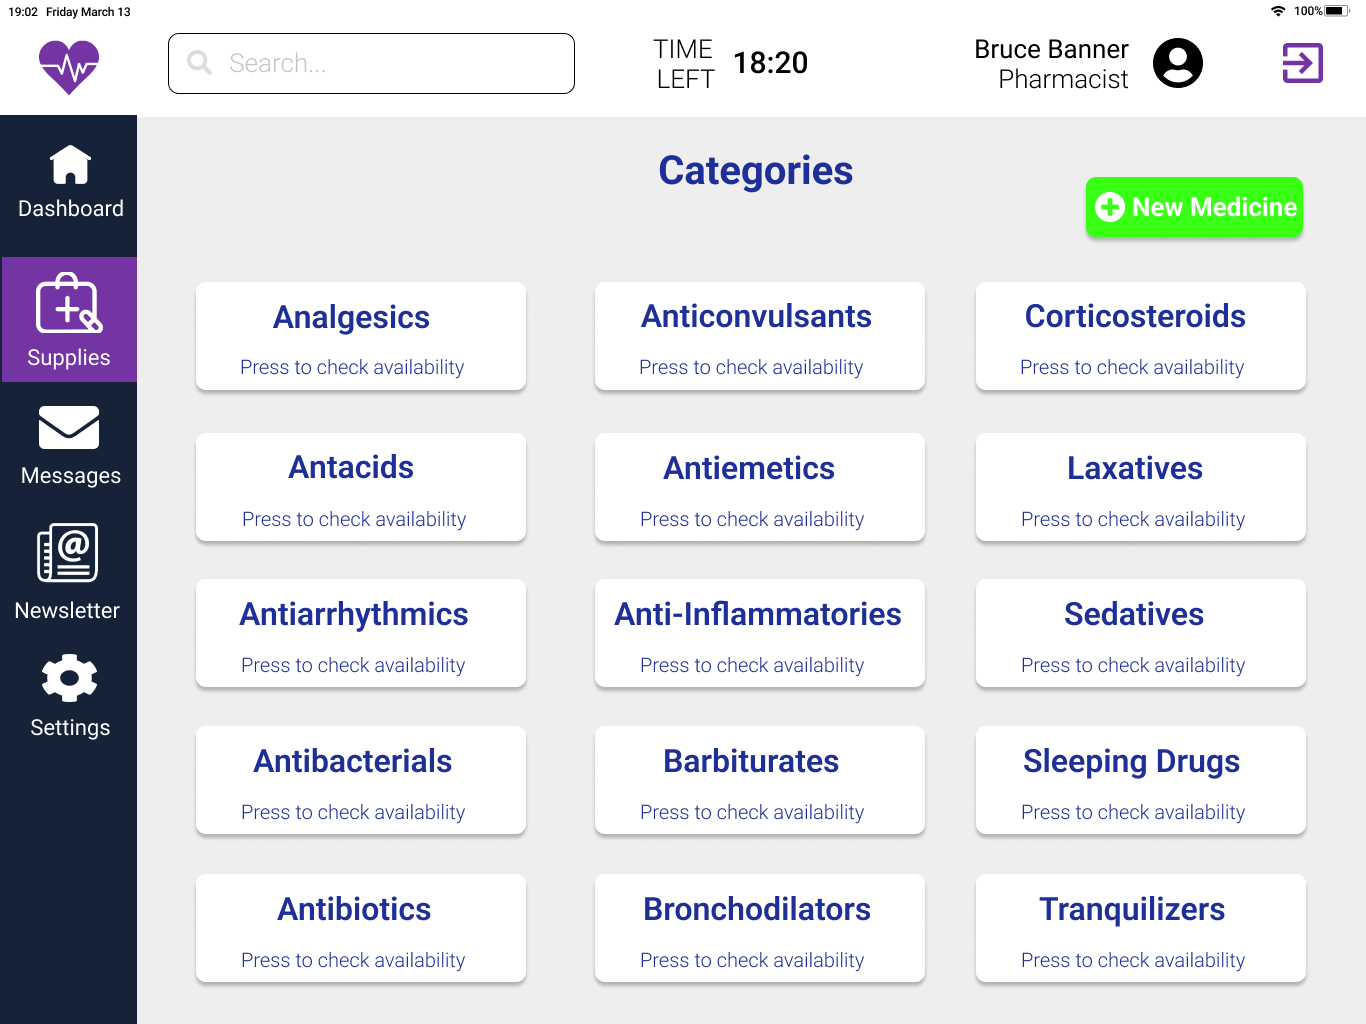 19:02 Friday March 13
100%
Search...
TIME
LEFT
18:20
Bruce Banner
Pharmacist
Dashboard
Supplies
Messages
Newsletter
Settings
Categories
New Medicine
Analgesics
Press to check availability
Anticonvulsants
Press to check availability
Corticosteroids
Press to check availability
Antacids
Press to check availability
Antiemetics
Press to check availability
Laxatives
Press to check availability
Antiarrhythmics
Press to check availability
Anti-Inflammatories
Press to check availability
Sedatives
Press to check availability
Antibacterials
Press to check availability
Barbiturates
Press to check availability
Sleeping Drugs
Press to check availability
Antibiotics
Press to check availability
Bronchodilators
Press to check availability
Tranquilizers
Press to check availability